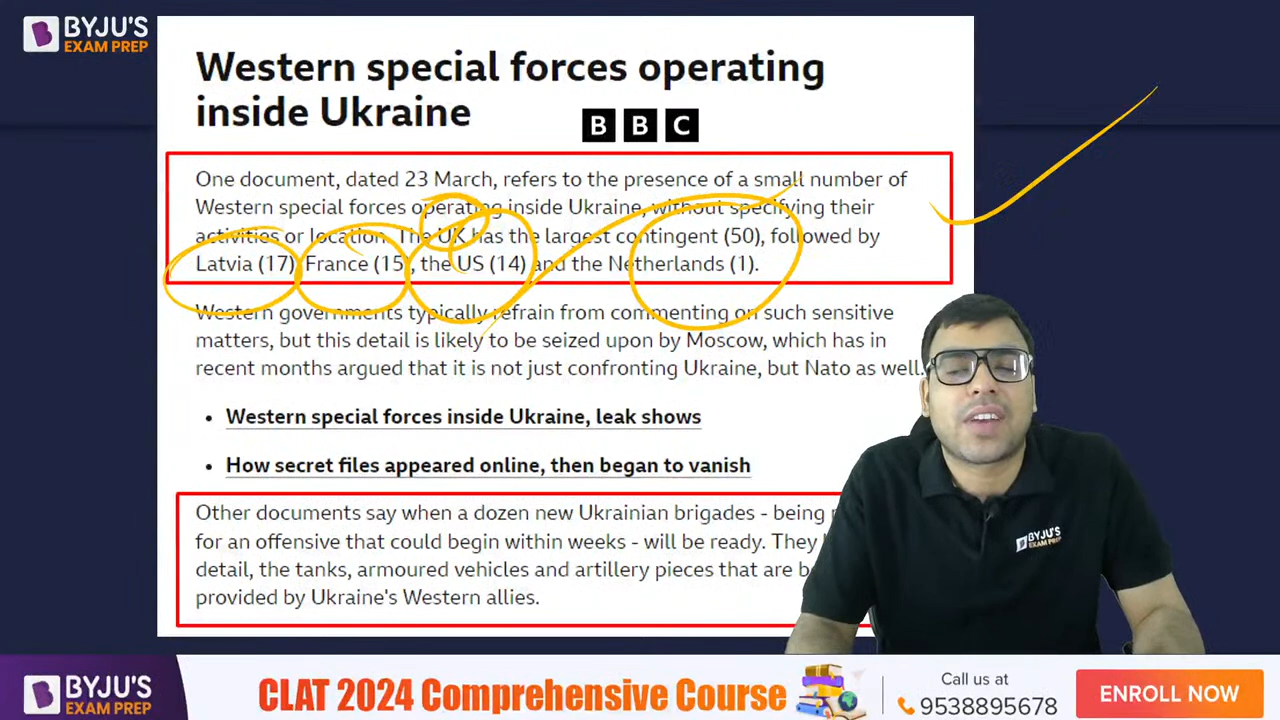 BYJU'S
EXAM PREP
Western special forces operating
inside Ukraine
B B C
One document, dated 23 March, refers to the presence of a small number of
Western special forces operating inside Ukraine, without specifying their
activities or location. The UK has the largest contingent (50), followed by
Latvia (17), France (15), the US (14) and the Netherlands (1).
Western governments typically refrain from commenting on such sensitive
matters, but this detail is likely to be seized upon by Moscow, which has in
recent months argued that it is not just confronting Ukraine, but Nato as well.
• Western special forces inside Ukraine, leak shows
• How secret files appeared online, then began to vanish
Other documents say when a dozen new Ukrainian brigades - being
for an offensive that could begin within weeks - will be ready. They
detail, the tanks, armoured vehicles and artillery pieces that are
provided by Ukraine's Western allies.
BYJU'S
EXAM PREP
BYJU'S
EXAM PREP
CLAT 2024 Comprehensive Course
Call us at
9538895678
ENROLL NOW